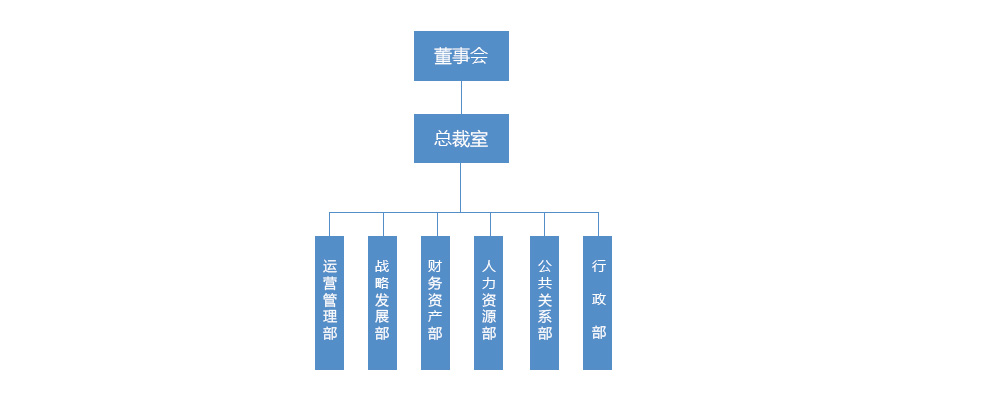 董事会
总裁室
运营管理部
战略发展部
财务资产部
人力资源部
公共关系部
行政部